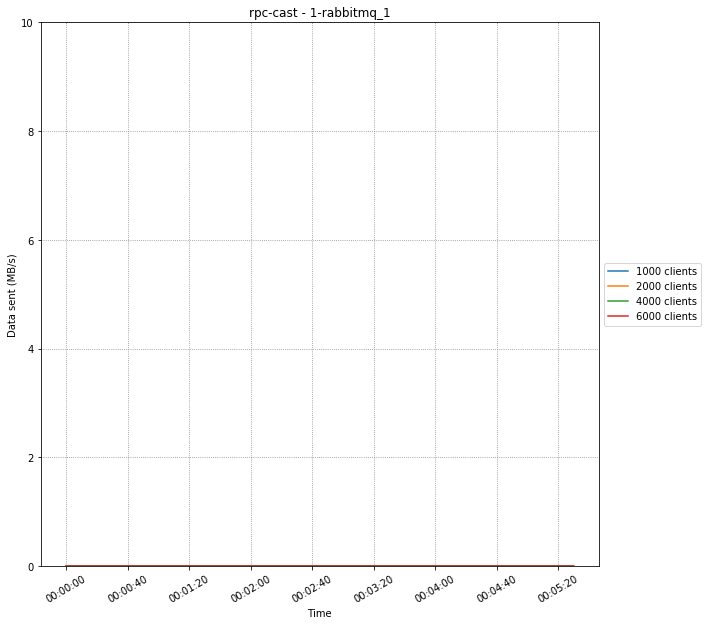 rpc-cast - 1-rabbitmq_1
10
8
6
4
2
0
Data sent (MB/s)
00:00:00
00:00:40
00:01:20
00:02:00
00:02:40
00:03:20
00:04:00
00:04:40
00:05:20
Time
1000 clients
2000 clients
4000 clients
6000 clients